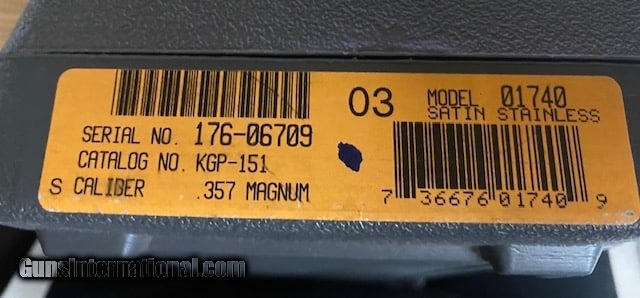 03
MODEL 01740
SATIN STAINLESS
SERIAL NO. 176-06709
CATALOG NO. KGP-151
S CALIBER .357 MAGNUM
7 36676 01740 9
GunsInternational.com